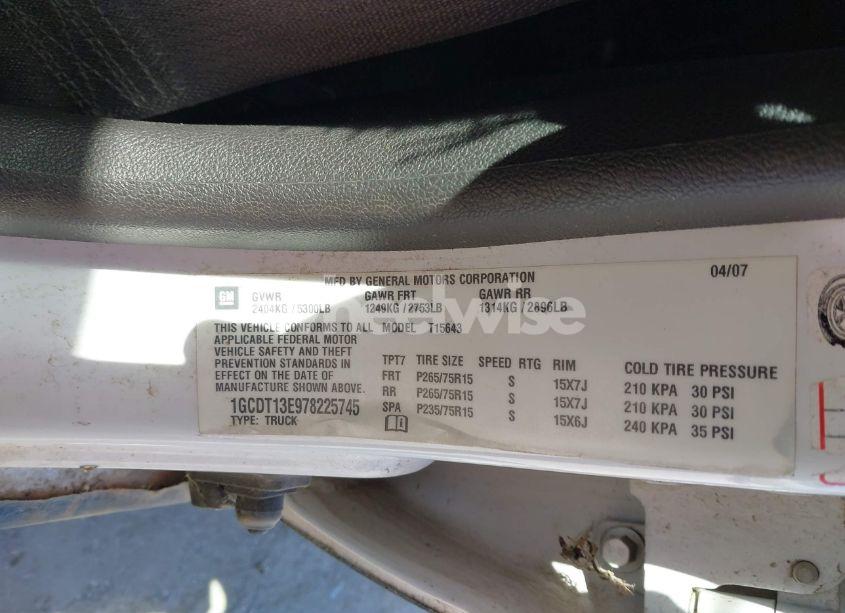 MFD BY GENERAL MOTORS CORPORATION 04/07
GM GVWR GAWR FRT GAWR RR
2404KG / 5300LB 1249KG / 2753LB 1314KG / 2896LB
THIS VEHICLE CONFORMS TO ALL MODEL T15643
APPLICABLE FEDERAL MOTOR
VEHICLE SAFETY AND THEFT
PREVENTION STANDARDS IN
EFFECT ON THE DATE OF
MANUFACTURE SHOWN ABOVE.
1GCDT13E978225745
TYPE: TRUCK
TPT7 TIRE SIZE SPEED RTG RIM COLD TIRE PRESSURE
FRT P265/75R15 S 15X7J 210 KPA 30 PSI
RR P265/75R15 S 15X7J 210 KPA 30 PSI
SPA P235/75R15 S 15X6J 240 KPA 35 PSI